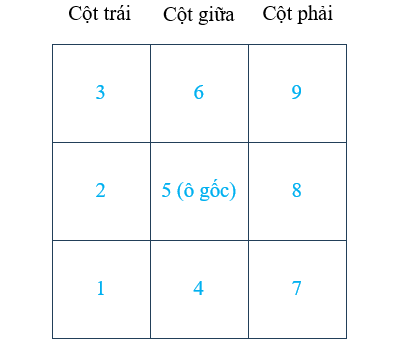 Cột trái Cột giữa Cột phải
3 6 9
2 5 (ô gốc) 8
1 4 7